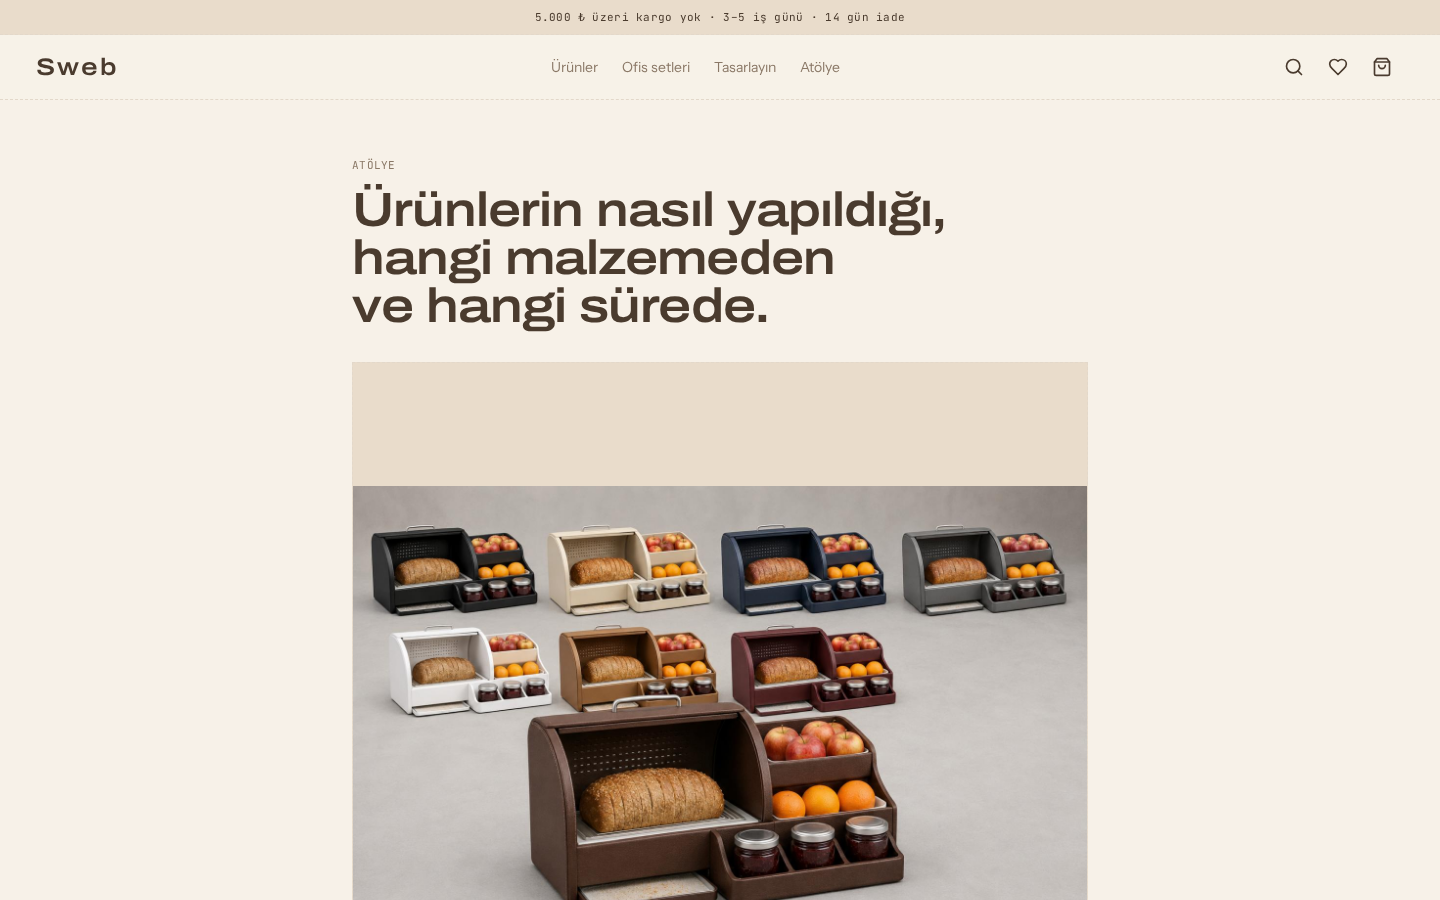 5.000 ₺ üzeri kargo yok · 3–5 iş günü · 14 gün iade
Sweb
Ürünler
Ofis setleri
Tasarlayın
Atölye
ATÖLYE
Ürünlerin nasıl yapıldığı,
hangi malzemeden
ve hangi sürede.